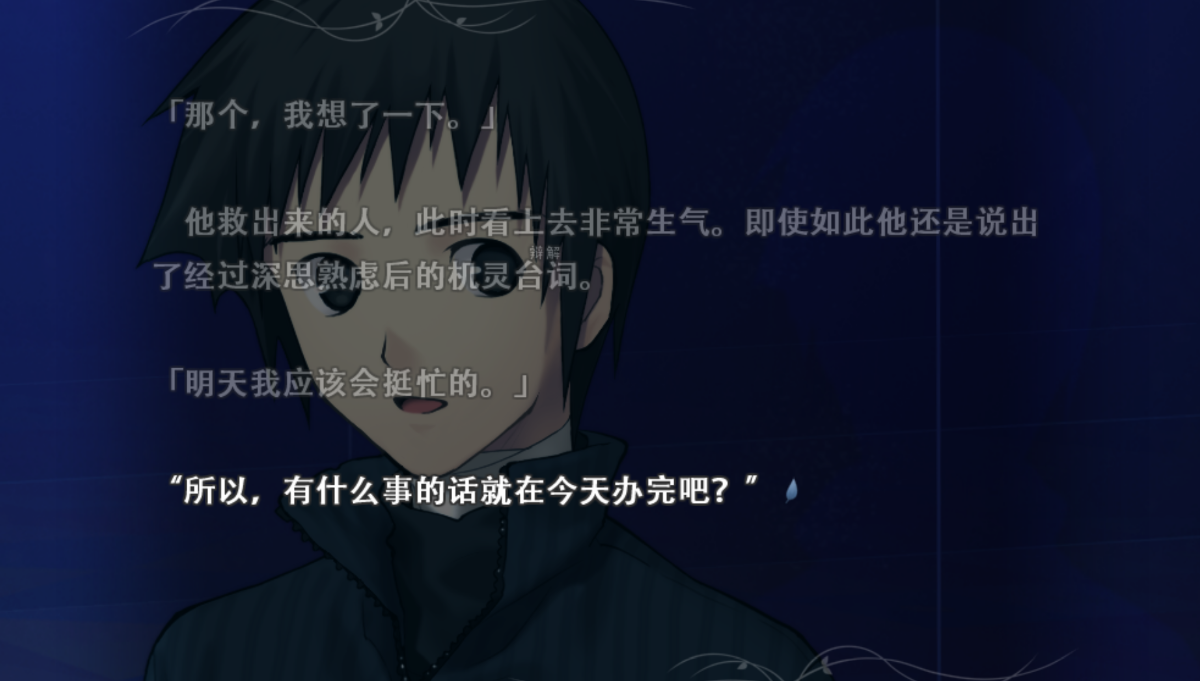 「那个，我想了一下。」
他救出来的人，此时看上去非常生气。即使如此他还是说出
辩解
了经过深思熟虑后的机灵台词。
「明天我应该会挺忙的。」
“所以，有什么事的话就在今天办完吧？”